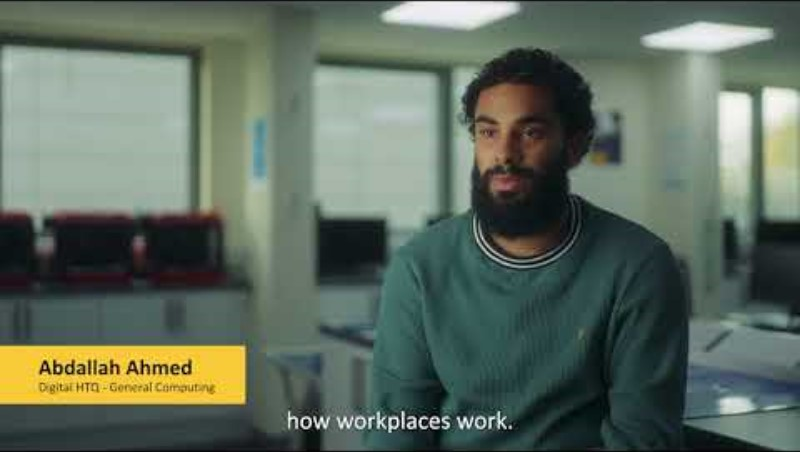 Abdallah Ahmed
Digital HTQ - General Computing
how workplaces work.